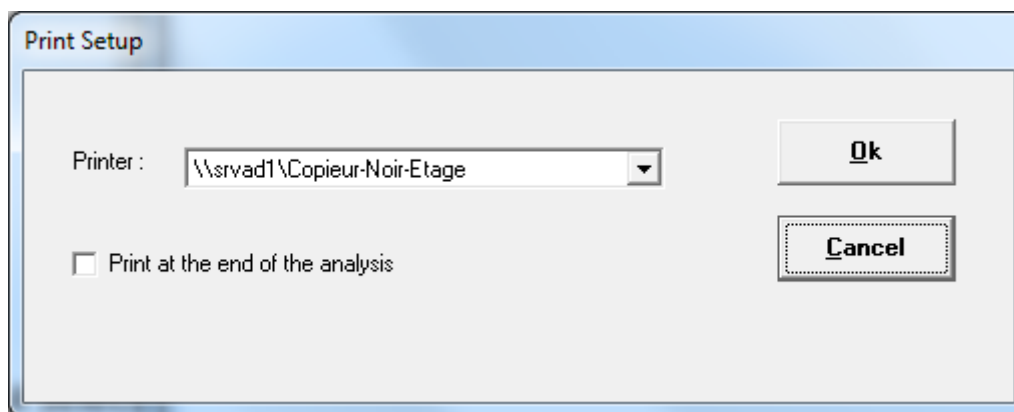 Print Setup
Printer : \\srvad1\Copieur-Noir-Etage
Ok
Print at the end of the analysis
Cancel